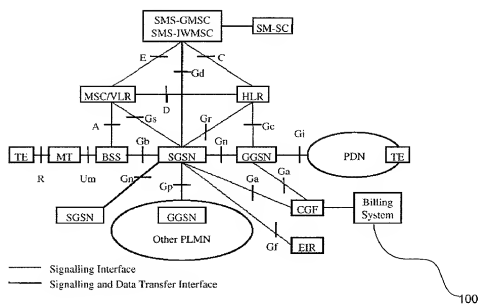 SMS-GMSC
SMS-IWMSC
SM-SC
E
C
Gd
MSC/VLR
D
HLR
A
Gs
Gr
Gc
Gb
Gn
Gi
TE
MT
BSS
SGSN
GGSN
PDN
TE
R
Um
Gn
Gp
Ga
Ga
SGSN
GGSN
CGF
Billing
System
Other PLMN
Gf
EIR
Signalling Interface
Signalling and Data Transfer Interface
100